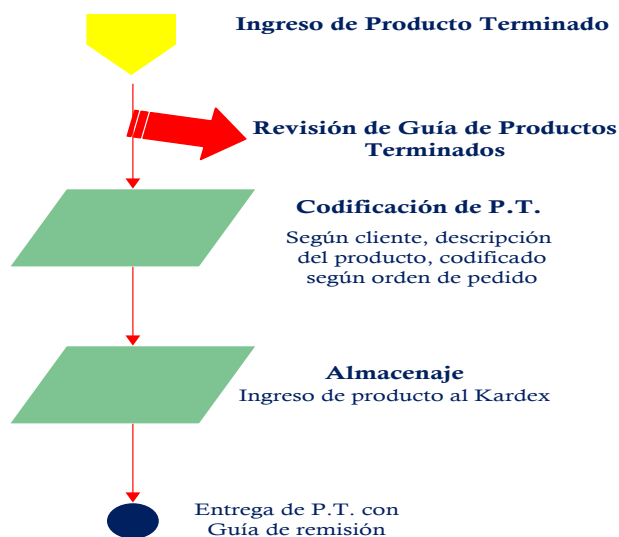 Ingreso de Producto Terminado
Revisión de Guía de Productos
Terminados
Codificación de P.T.
Según cliente, descripción
del producto, codificado
según orden de pedido
Almacenaje
Ingreso de producto al Kardex
Entrega de P.T. con
Guía de remisión